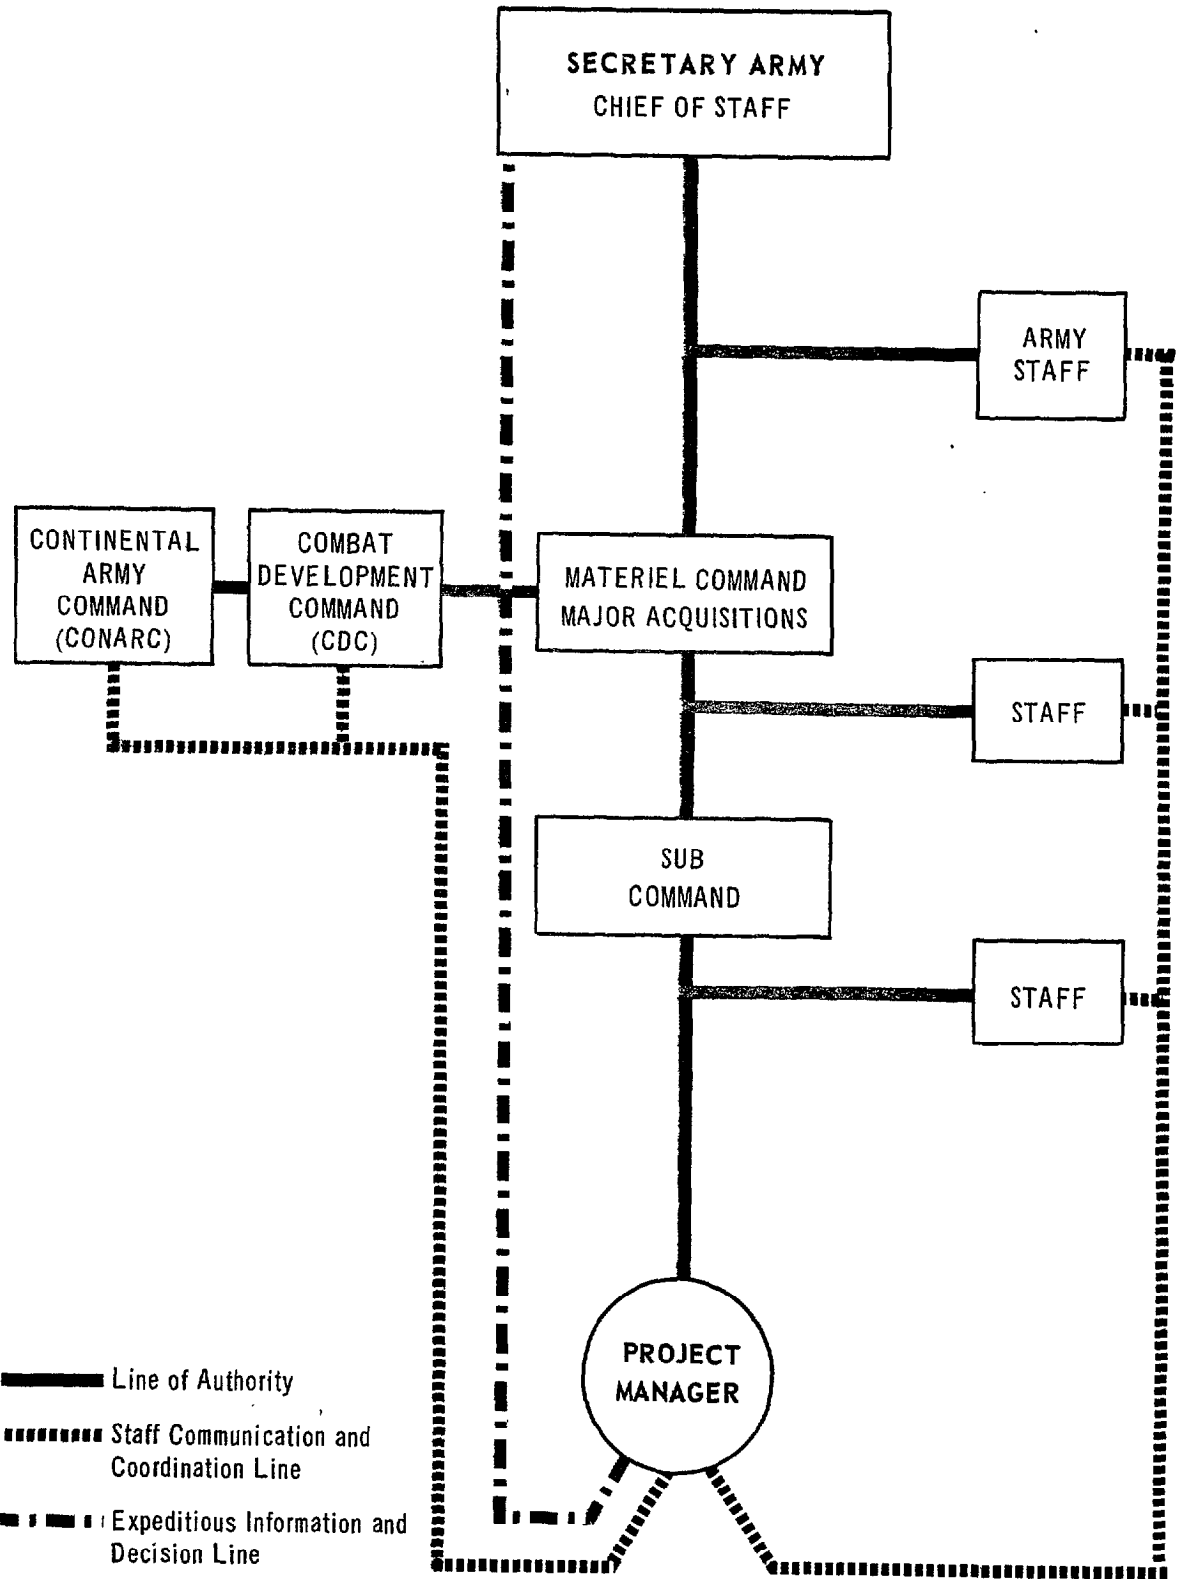 SECRETARY ARMY
CHIEF OF STAFF
ARMY
STAFF
CONTINENTAL
ARMY
COMMAND
(CONARC)
COMBAT
DEVELOPMENT
COMMAND
(CDC)
MATERIEL COMMAND
MAJOR ACQUISITIONS
STAFF
SUB
COMMAND
STAFF
PROJECT
MANAGER
Line of Authority
Staff Communication and
Coordination Line
Expeditious Information and
Decision Line